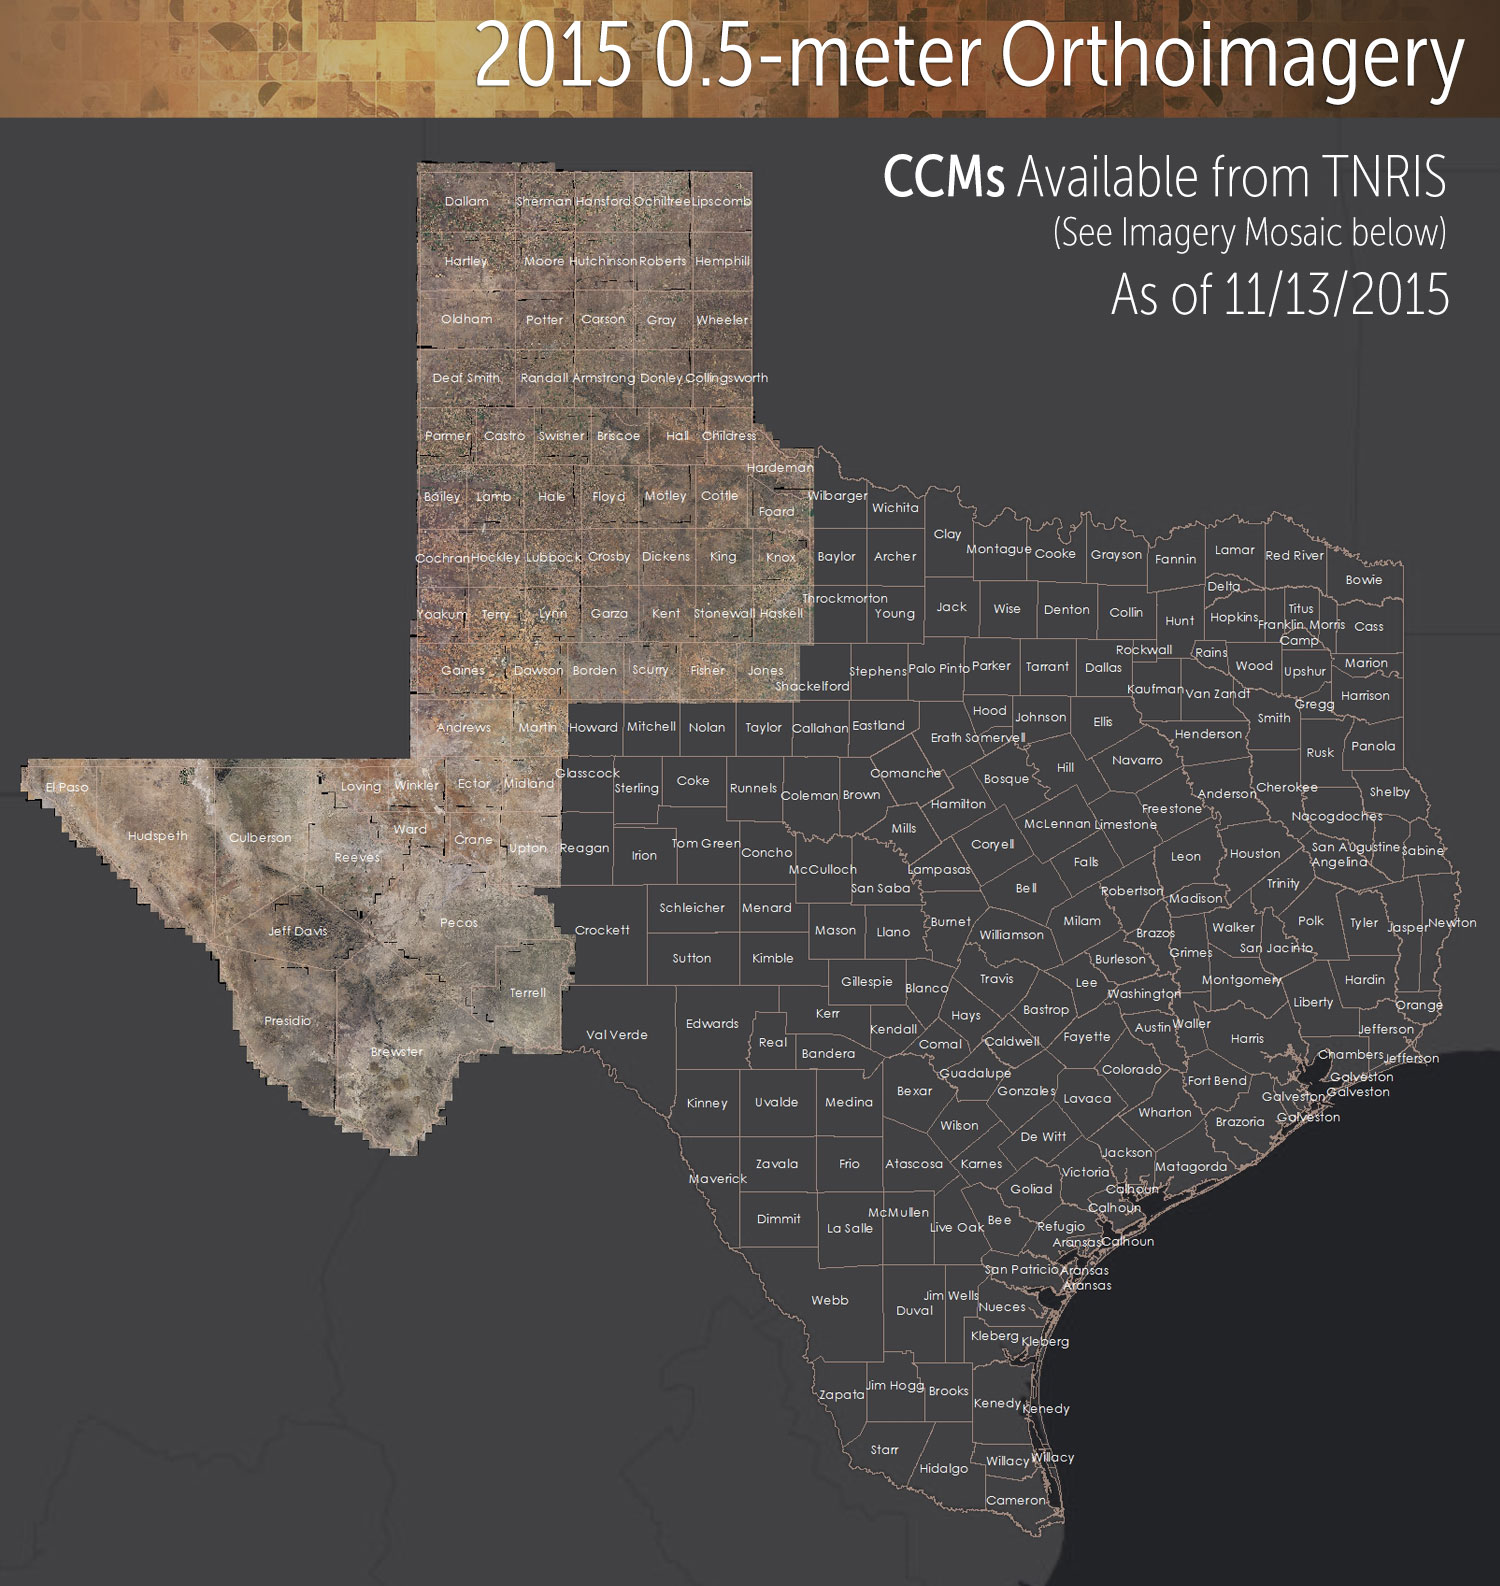 2015 0.5-meter Orthoimagery
CCMs Available from TNRIS
(See Imagery Mosaic below)
As of 11/13/2015
Dallam Sherman Hansford Ochiltree Lipscomb
Hartley Moore Hutchinson Roberts Hemphill
Oldham Potter Carson Gray Wheeler
Deaf Smith Randall Armstrong Donley Collingsworth
Parmer Castro Swisher Briscoe Hall Childress
Hardeman
Bailey Lamb Hale Floyd Motley Cottle Wilbarger
Foard Wichita
Clay
Cochran Hockley Lubbock Crosby Dickens King Knox Baylor Archer Montague Cooke Grayson Fannin Lamar Red River
Bowie
Delta
Yoakum Terry Lynn Garza Kent Stonewall Haskell Throckmorton Young Jack Wise Denton Collin Hunt Hopkins Titus
Franklin Morris Cass
Camp
Rockwall Rains
Gaines Dawson Borden Scurry Fisher Jones Stephens Palo Pinto Parker Tarrant Dallas Wood Upshur Marion
Shackelford Kaufman Van Zandt Harrison
Gregg
Andrews Martin Howard Mitchell Nolan Taylor Callahan Eastland Hood Johnson Ellis Smith
Erath Somervell Henderson
Rusk Panola
El Paso Loving Winkler Ector Midland Glasscock Sterling Coke Runnels Coleman Brown Comanche Bosque Hill Navarro
Hamilton Freestone Anderson Cherokee Shelby
Hudspeth Culberson Ward Crane Mills McLennan Limestone Nacogdoches
Reeves Upton Reagan Irion Tom Green Concho Coryell San Augustine Sabine
McCulloch Lampasas Falls Leon Houston Angelina
San Saba Bell Robertson Madison Trinity
Jeff Davis Pecos Crockett Schleicher Menard Mason Llano Burnet Williamson Milam Brazos Walker Polk Tyler Jasper Newton
San Jacinto
Sutton Kimble Burleson Grimes
Presidio Terrell Gillespie Blanco Travis Lee Washington Montgomery Liberty Hardin Orange
Brewster Val Verde Edwards Kerr Kendall Hays Bastrop Austin Waller Harris Jefferson
Real Bandera Comal Caldwell Fayette Chambers Jefferson
Guadalupe Colorado Fort Bend Galveston
Kinney Uvalde Medina Bexar Gonzales Lavaca Galveston Galveston
Wharton Brazoria Galveston
Wilson De Witt
Maverick Zavala Frio Atascosa Karnes Jackson Matagorda
Victoria
Goliad Calhoun
Dimmit La Salle McMullen Live Oak Bee Calhoun
Refugio
Aransas Calhoun
San Patricio Aransas
Aransas
Webb Duval Jim Wells Nueces
Kleberg Kleberg
Zapata Jim Hogg Brooks Kenedy Kenedy
Starr Hidalgo Willacy Willacy
Cameron